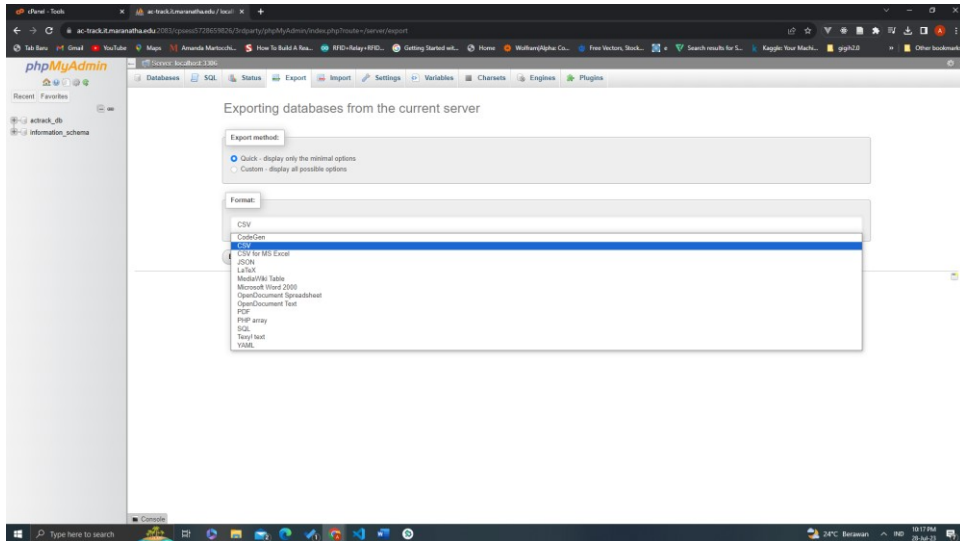 cPanel - Tools
ac-track.it.maranatha.edu / locall
ac-track.it.maranatha.edu:2083/cpsess5728659826/3rdparty/phpMyAdmin/index.php?route=/server/export
Tab Baru
Gmail
YouTube
Maps
Amanda Martocchi...
How To Build A Rea...
RFID+Relay+RFID...
Getting Started wit...
Home
Wolfram|Alpha: Co...
Free Vectors, Stock...
Search results for S...
Kaggle: Your Machi...
gigih2.0
»
Other bookmark
phpMyAdmin
Recent
Favorites
actrack_db
information_schema
Server: localhost:3306
Databases
SQL
Status
Export
Import
Settings
Variables
Charsets
Engines
Plugins
Exporting databases from the current server
Export method:
Quick - display only the minimal options
Custom - display all possible options
Format:
CSV
CodeGen
CSV
CSV for MS Excel
JSON
LaTeX
MediaWiki Table
Microsoft Word 2000
OpenDocument Spreadsheet
OpenDocument Text
PDF
PHP array
SQL
Texy! text
YAML
Console
Type here to search
24°C Berawan
IND
10:17 PM
28-Jul-23